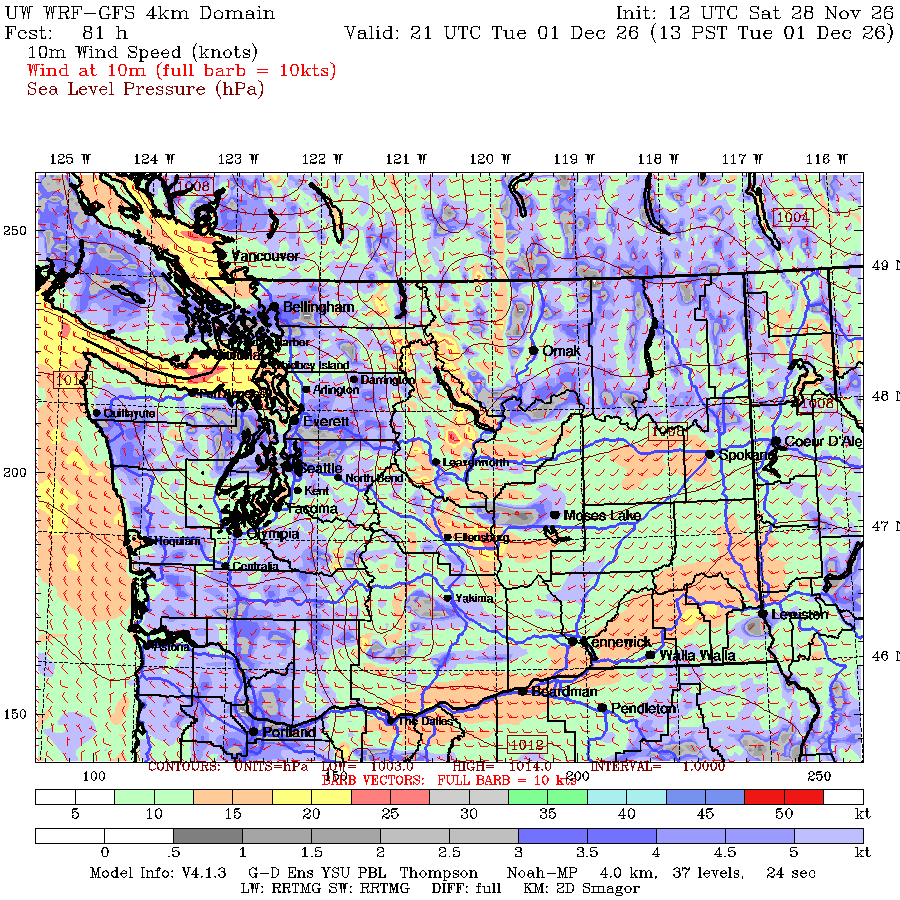 UW WRF-GFS 4km Domain Init: 12 UTC Sat 28 Nov 26
Fcst: 81 h Valid: 21 UTC Tue 01 Dec 26 (13 PST Tue 01 Dec 26)
10m Wind Speed (knots)
Wind at 10m (full barb = 10kts)
Sea Level Pressure (hPa)
125 W 124 W 123 W 122 W 121 W 120 W 119 W 118 W 117 W 116 W
1008
1004
250
Vancouver
49 N
Bellingham
Omak
Whidbey Island
Darrington
Arlington
1008
48 N
Quillayute
Everett
1008
Coeur D'Ale
Spokane
Leavenworth
Seattle
200
North Bend
Kent
Tacoma
Moses Lake
47 N
Olympia
Hoquiam
Ellensburg
Centralia
Yakima
Lewiston
Kennewick
Astoria
Walla Walla
46 N
Boardman
Pendleton
150
The Dalles
Portland
1012
CONTOURS: UNITS=hPa LOW= 1003.0 HIGH= 1014.0 INTERVAL= 1.0000
100 150 200 250
BARB VECTORS: FULL BARB = 10 kts
5 10 15 20 25 30 35 40 45 50 kt
0 .5 1 1.5 2 2.5 3 3.5 4 4.5 5 kt
Model Info: V4.1.3 G-D Ens YSU PBL Thompson Noah-MP 4.0 km, 37 levels, 24 sec
LW: RRTMG SW: RRTMG DIFF: full KM: 2D Smagor